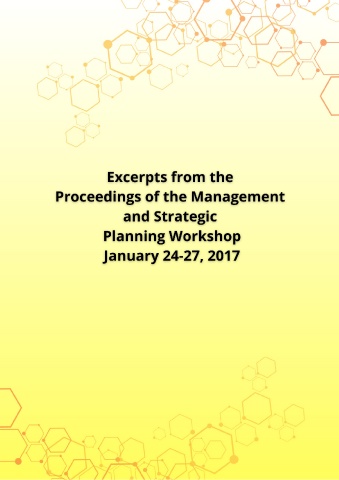 Excerpts from the
Proceedings of the Management
and Strategic
Planning Workshop
January 24-27, 2017